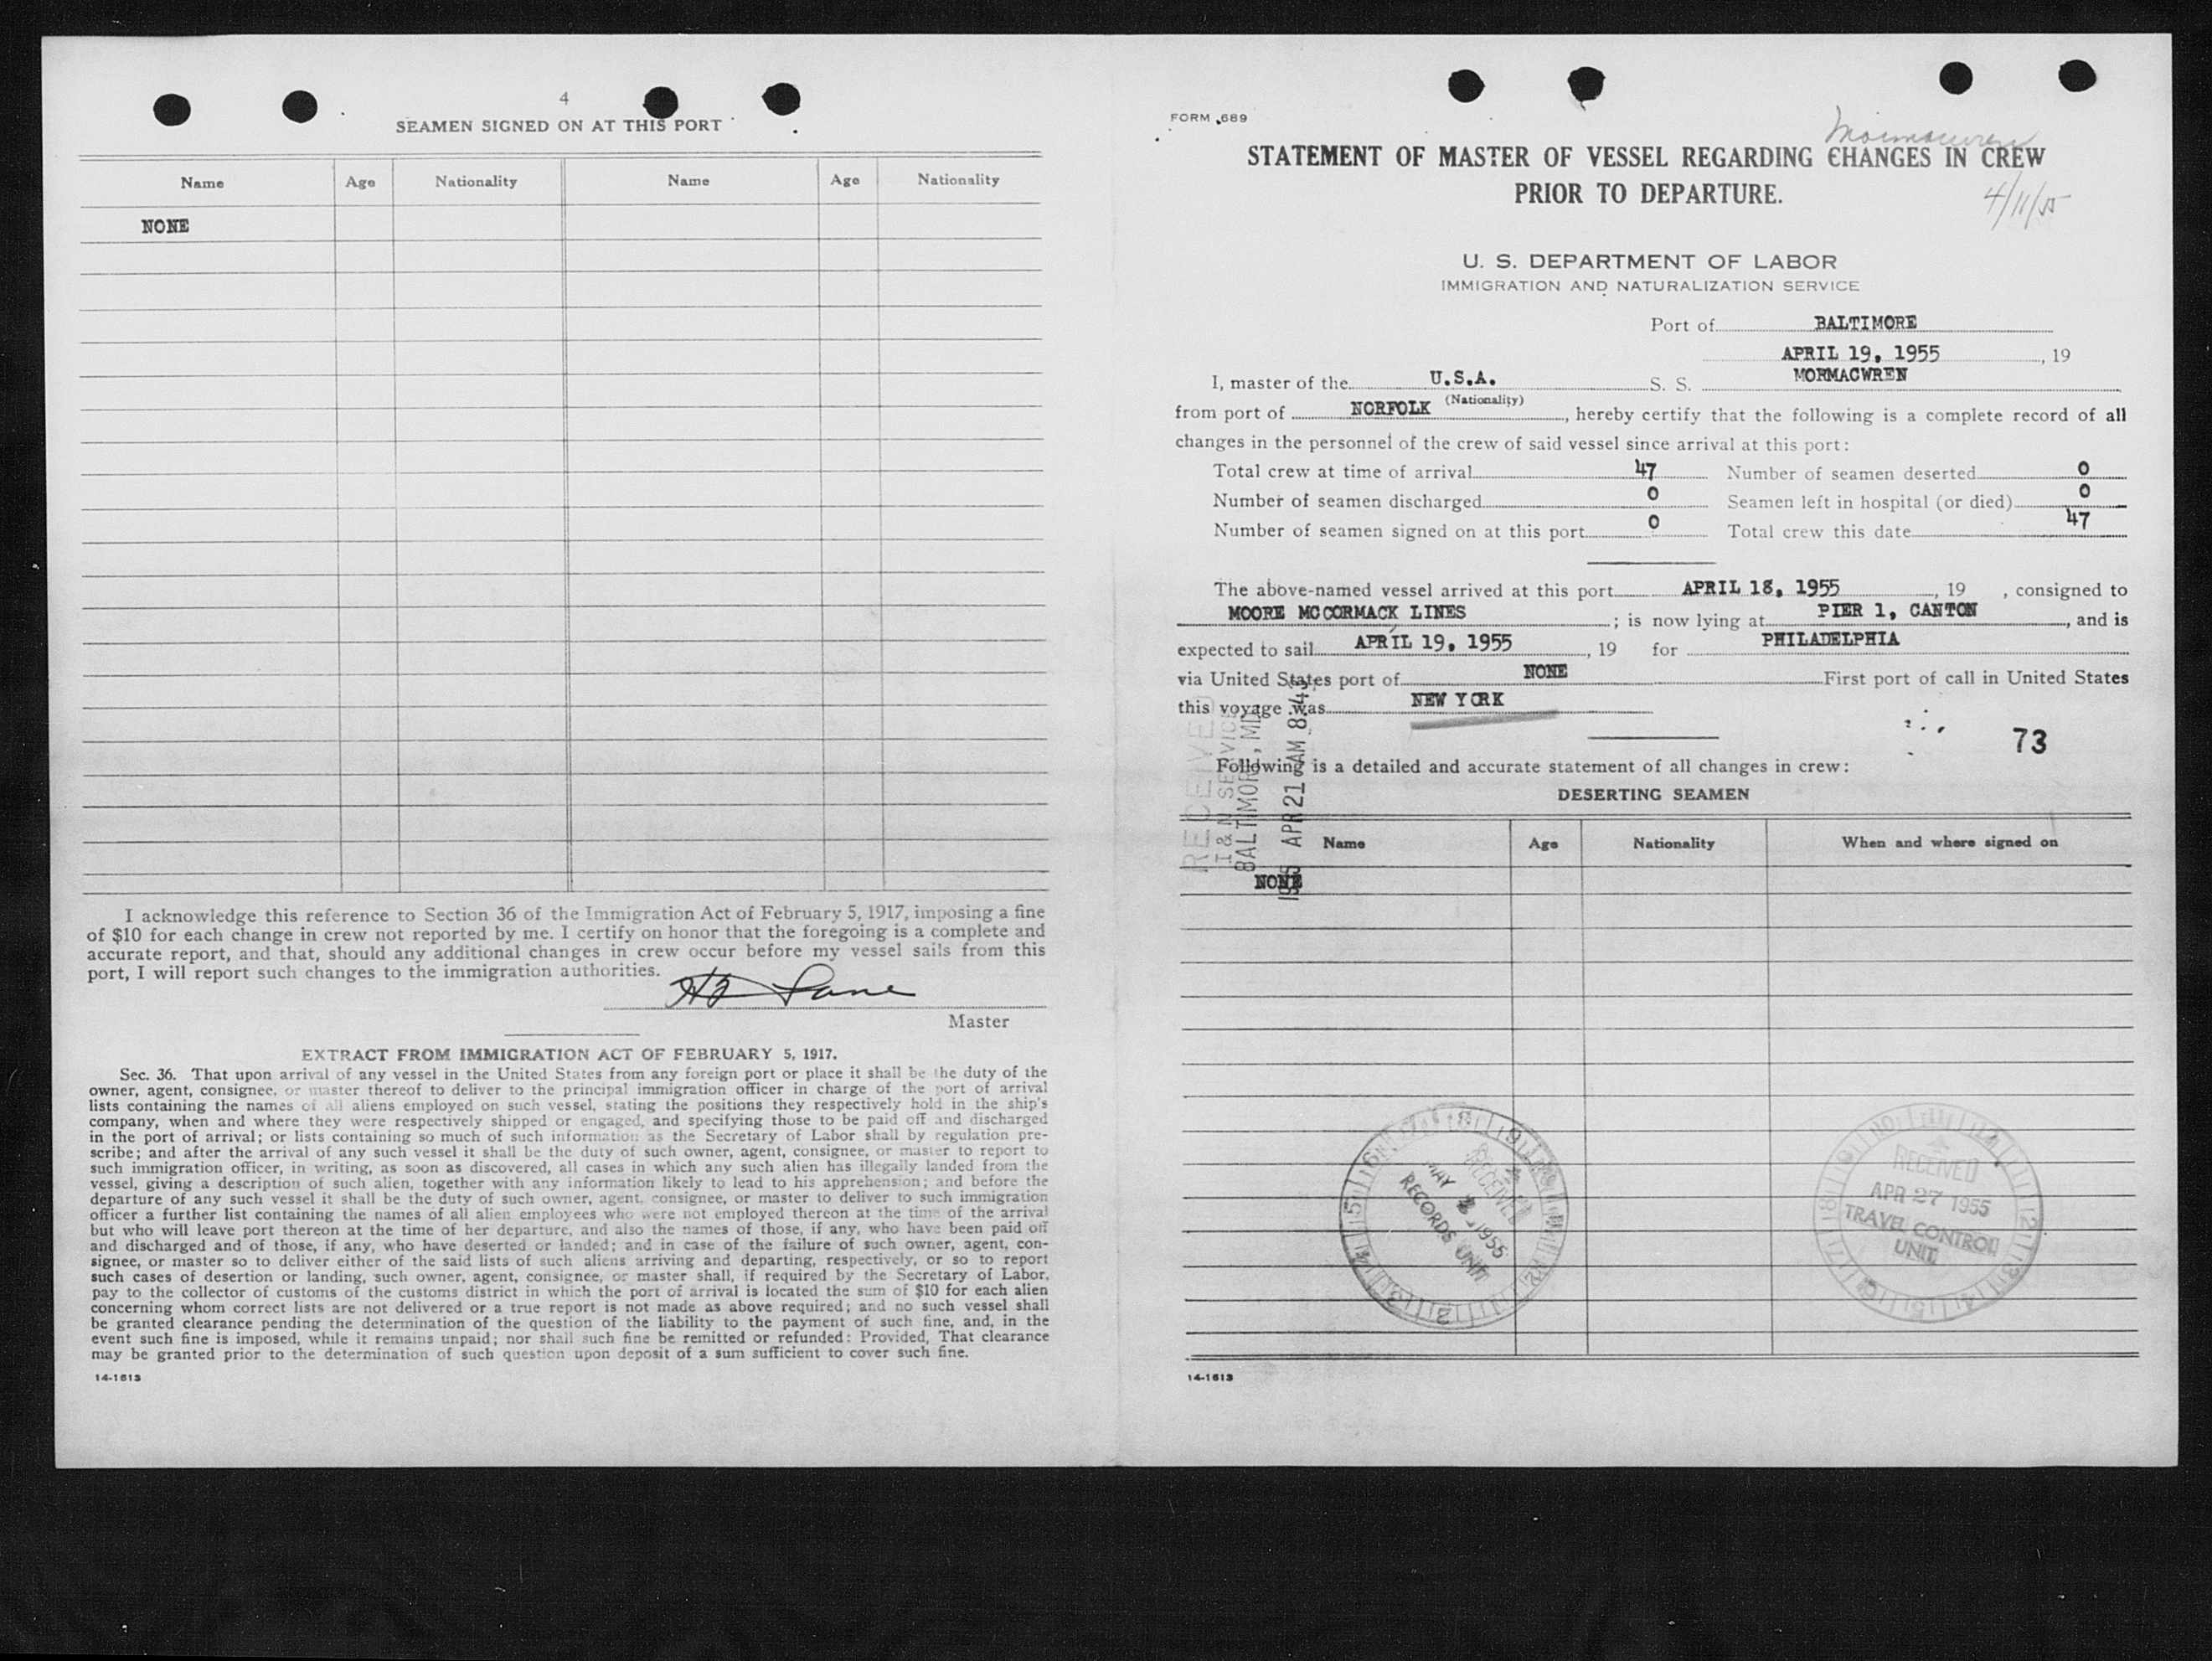 4
SEAMEN SIGNED ON AT THIS PORT
Name Age Nationality Name Age Nationality
NONE
I acknowledge this reference to Section 36 of the Immigration Act of February 5, 1917, imposing a fine
of $10 for each change in crew not reported by me. I certify on honor that the foregoing is a complete and
accurate report, and that, should any additional changes in crew occur before my vessel sails from this
port, I will report such changes to the immigration authorities.
Master
EXTRACT FROM IMMIGRATION ACT OF FEBRUARY 5, 1917.
Sec. 36. That upon arrival of any vessel in the United States from any foreign port or place it shall be the duty of the
owner, agent, consignee, or master thereof to deliver to the principal immigration officer in charge of the port of arrival
lists containing the names of all aliens employed on such vessel, stating the positions they respectively hold in the ship's
company, when and where they were respectively shipped or engaged, and specifying those to be paid off and discharged
in the port of arrival; or lists containing so much of such information as the Secretary of Labor shall by regulation pre-
scribe; and after the arrival of any such vessel it shall be the duty of such owner, agent, consignee, or master to report to
such immigration officer, in writing, as soon as discovered, all cases in which any such alien has illegally landed from the
vessel, giving a description of such alien, together with any information likely to lead to his apprehension; and before the
departure of any such vessel it shall be the duty of such owner, agent, consignee, or master to deliver to such immigration
officer a further list containing the names of all alien employees who were not employed thereon at the time of the arrival
but who will leave port thereon at the time of her departure, and also the names of those, if any, who have been paid off
and discharged and of those, if any, who have deserted or landed; and in case of the failure of such owner, agent, con-
signee, or master so to deliver either of the said lists of such aliens arriving and departing, respectively, or so to report
such cases of desertion or landing, such owner, agent, consignee, or master shall, if required by the Secretary of Labor,
pay to the collector of customs of the customs district in which the port of arrival is located the sum of $10 for each alien
concerning whom correct lists are not delivered or a true report is not made as above required; and no such vessel shall
be granted clearance pending the determination of the question of the liability to the payment of such fine, and, in the
event such fine is imposed, while it remains unpaid; nor shall such fine be remitted or refunded: Provided, That clearance
may be granted prior to the determination of such question upon deposit of a sum sufficient to cover such fine.
14-1613
FORM 689
Mormacwren
STATEMENT OF MASTER OF VESSEL REGARDING CHANGES IN CREW
PRIOR TO DEPARTURE.
4/11/55
U. S. DEPARTMENT OF LABOR
IMMIGRATION AND NATURALIZATION SERVICE
Port of BALTIMORE
APRIL 19, 1955, 19
I, master of the U.S.A. S. S. MORMACWREN
(Nationality)
from port of NORFOLK, hereby certify that the following is a complete record of all
changes in the personnel of the crew of said vessel since arrival at this port:
Total crew at time of arrival 47 Number of seamen deserted 0
Number of seamen discharged 0 Seamen left in hospital (or died) 0
Number of seamen signed on at this port 0 Total crew this date 47
The above-named vessel arrived at this port APRIL 18, 1955, 19 , consigned to
MOORE MCCORMACK LINES; is now lying at PIER 1, CANTON, and is
expected to sail APRIL 19, 1955, 19 for PHILADELPHIA
via United States port of NONE First port of call in United States
this voyage was NEW YORK
73
Following is a detailed and accurate statement of all changes in crew:
DESERTING SEAMEN
Name Age Nationality When and where signed on
NONE
RECEIVED
I & N SERVICE
BALTIMORE, MD.
1955 APR 21 AM 8
RECEIVED
MAY 1955
RECORDS UNIT
RECEIVED
APR 27 1955
TRAVEL CONTROL
UNIT
14-1613